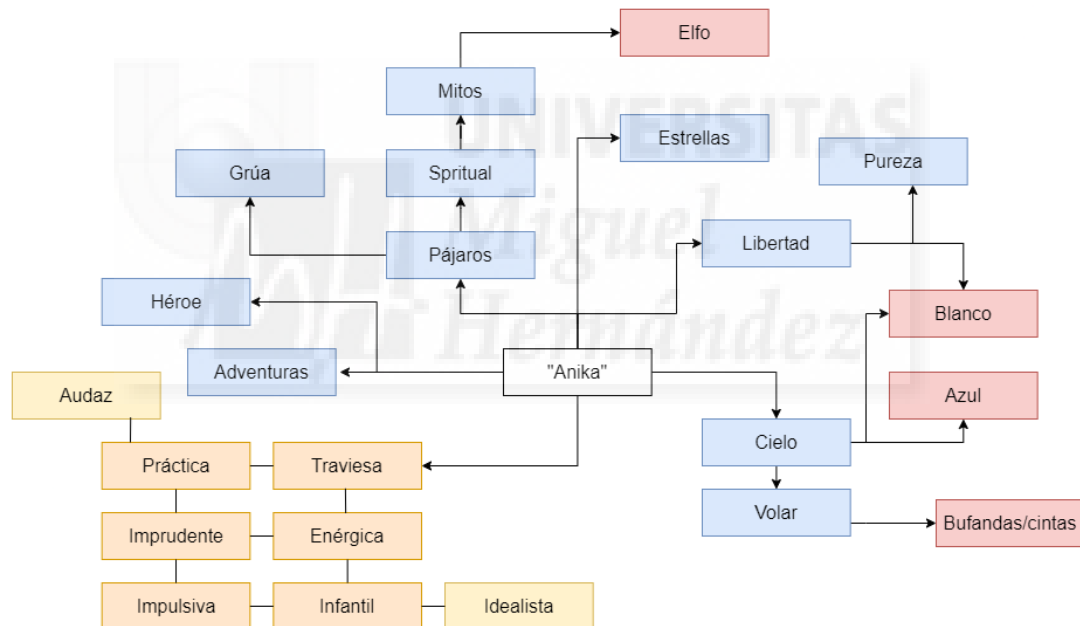 Elfo
Mitos
UNIVERSITAS
Estrellas
Pureza
Grúa
Spritual
Miguel
Libertad
Pájaros
Héroe
Blanco
Hernández
Adventuras
"Anika"
Audaz
Azul
Cielo
Práctica
Traviesa
Volar
Bufandas/cintas
Imprudente
Enérgica
Impulsiva
Infantil
Idealista